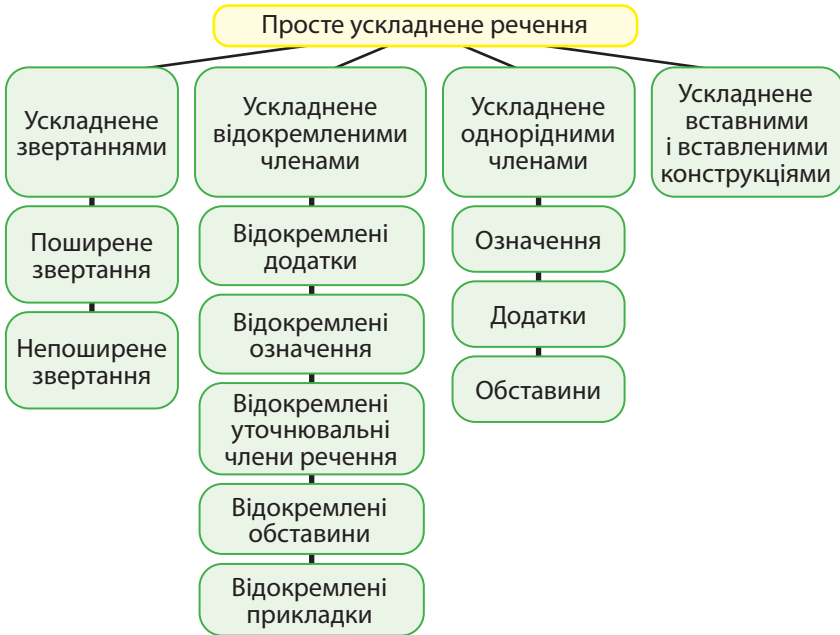 Просте ускладнене речення
Ускладнене
звертаннями
Поширене
звертання
Непоширене
звертання
Ускладнене
відокремленими
членами
Відокремлені
додатки
Відокремлені
означення
Відокремлені
уточнювальні
члени речення
Відокремлені
обставини
Відокремлені
прикладки
Ускладнене
однорідними
членами
Означення
Додатки
Обставини
Ускладнене
вставними
і вставленими
конструкціями